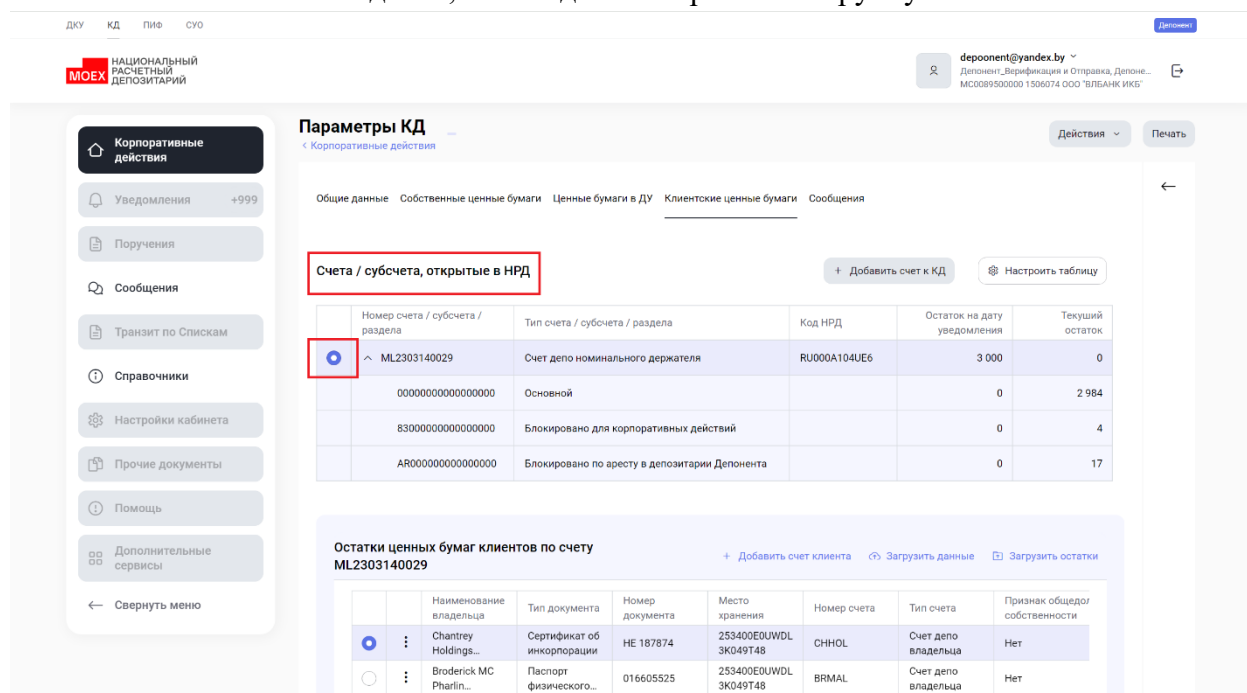 ДКУ КД ПИФ СУО
Депонент
MOEX НАЦИОНАЛЬНЫЙ
РАСЧЕТНЫЙ
ДЕПОЗИТАРИЙ
depoonent@yandex.by
Депонент_Верификация и Отправка, Депоне...
MC0089500000 1506074 ООО "ВЛБАНК ИКБ"
Корпоративные
действия
Уведомления +999
Поручения
Сообщения
Транзит по Спискам
Справочники
Настройки кабинета
Прочие документы
Помощь
Дополнительные
сервисы
Свернуть меню
Параметры КД
< Корпоративные действия
Действия
Печать
Общие данные Собственные ценные бумаги Ценные бумаги в ДУ Клиентские ценные бумаги Сообщения
Счета / субсчета, открытые в НРД
+ Добавить счет к КД
Настроить таблицу
Номер счета / субсчета /
раздела
Тип счета / субсчета / раздела
Код НРД
Остаток на дату
уведомления
Текуший
остаток
ML2303140029 Счет депо номинального держателя RU000A104UE6 3 000 0
00000000000000000 Основной 0 2 984
83000000000000000 Блокировано для корпоративных действий 0 4
AR000000000000000 Блокировано по аресту в депозитарии Депонента 0 17
Остатки ценных бумаг клиентов по счету
ML2303140029
+ Добавить счет клиента
Загрузить данные
Загрузить остатки
Наименование
владельца
Тип документа
Номер
документа
Место
хранения
Номер счета
Тип счета
Признак общедол
собственности
Chantrey
Holdings...
Сертификат об
инкорпорации
HE 187874
253400E0UWDL
3K049T48
CHHOL
Счет депо
владельца
Нет
Broderick MC
Pharlin...
Паспорт
физического...
016605525
253400E0UWDL
3K049T48
BRMAL
Счет депо
владельца
Нет